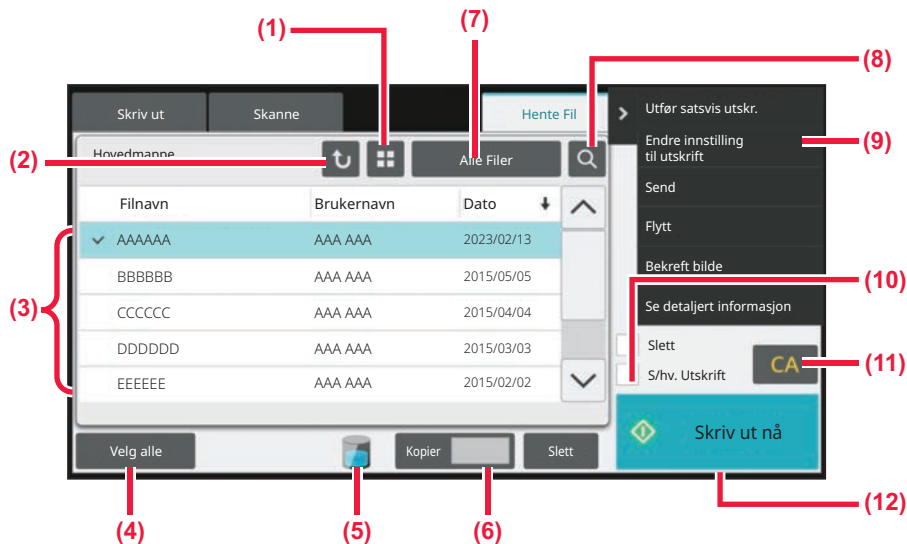 (1)
(7)
(8)
Skriv ut
Skanne
Hente Fil
Utfør satsvis utskr.
(2)
Hovedmappe
Alle Filer
Endre innstilling
til utskrift
(9)
Send
Filnavn
Brukernavn
Dato
Flytt
AAAAAA
AAA AAA
2023/02/13
Bekreft bilde
BBBBBB
AAA AAA
2015/05/05
(10)
(3)
CCCCCC
AAA AAA
2015/04/04
Se detaljert informasjon
DDDDDD
AAA AAA
2015/03/03
Slett
CA
(11)
EEEEEE
AAA AAA
2015/02/02
S/hv. Utskrift
Skriv ut nå
Velg alle
Kopier
Slett
(12)
(4)
(5)
(6)